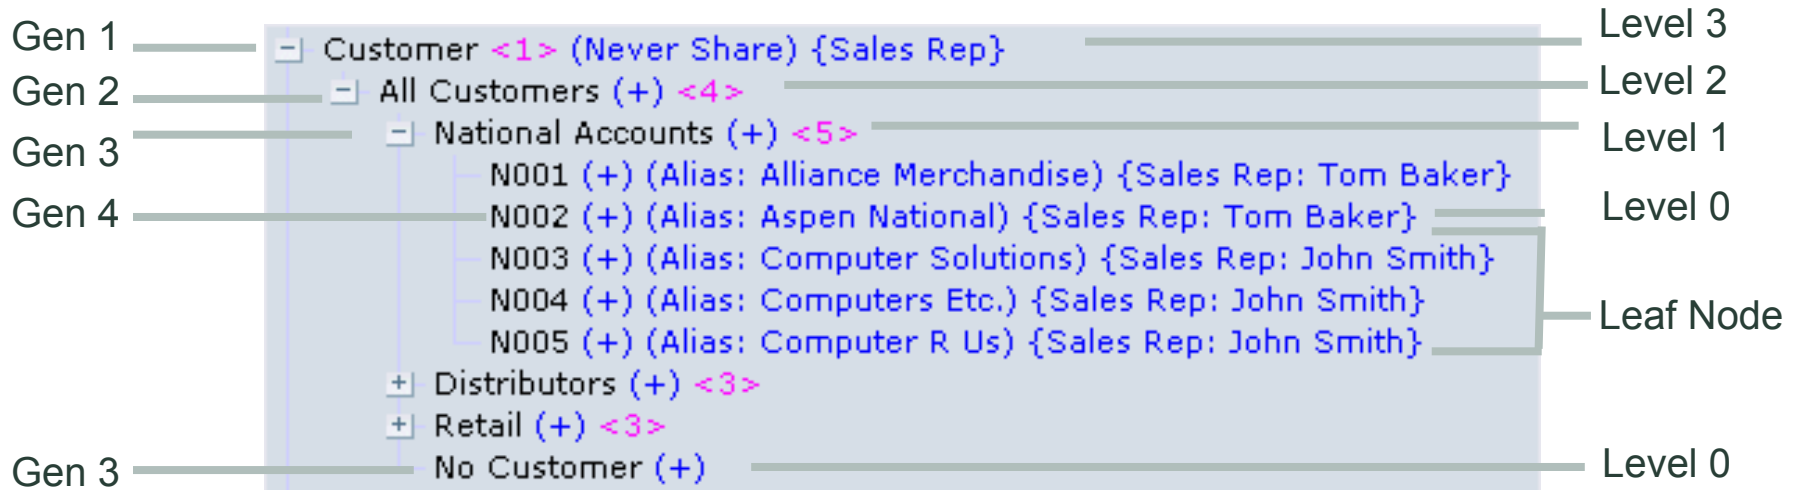 Gen 1 Customer <1> (Never Share) {Sales Rep} Level 3
Gen 2 All Customers (+) <4> Level 2
Gen 3 National Accounts (+) <5> Level 1
N001 (+) (Alias: Alliance Merchandise) {Sales Rep: Tom Baker}
Gen 4 N002 (+) (Alias: Aspen National) {Sales Rep: Tom Baker} Level 0
N003 (+) (Alias: Computer Solutions) {Sales Rep: John Smith}
N004 (+) (Alias: Computers Etc.) {Sales Rep: John Smith} Leaf Node
N005 (+) (Alias: Computer R Us) {Sales Rep: John Smith}
Distributors (+) <3>
Retail (+) <3>
Gen 3 No Customer (+) Level 0